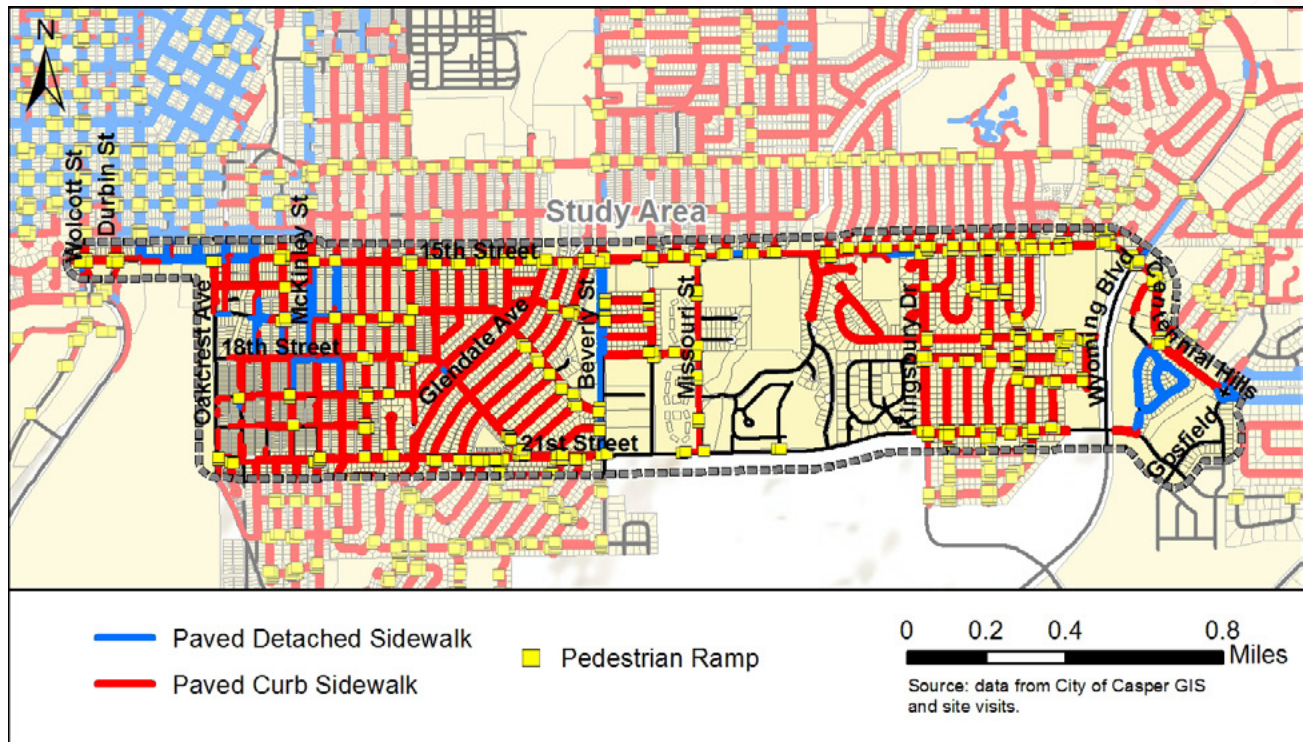 N
Wolcott St
Durbin St
McKinley St
Study Area
15th Street
Oakcrest Ave
18th Street
Glendale Ave
Beverly St
Missouri St
Kingsbury Dr
Wyoming Blvd
Centennial Hills
21st Street
Gosfield
Paved Detached Sidewalk
Paved Curb Sidewalk
Pedestrian Ramp
0 0.2 0.4 0.8
Miles
Source: data from City of Casper GIS
and site visits.